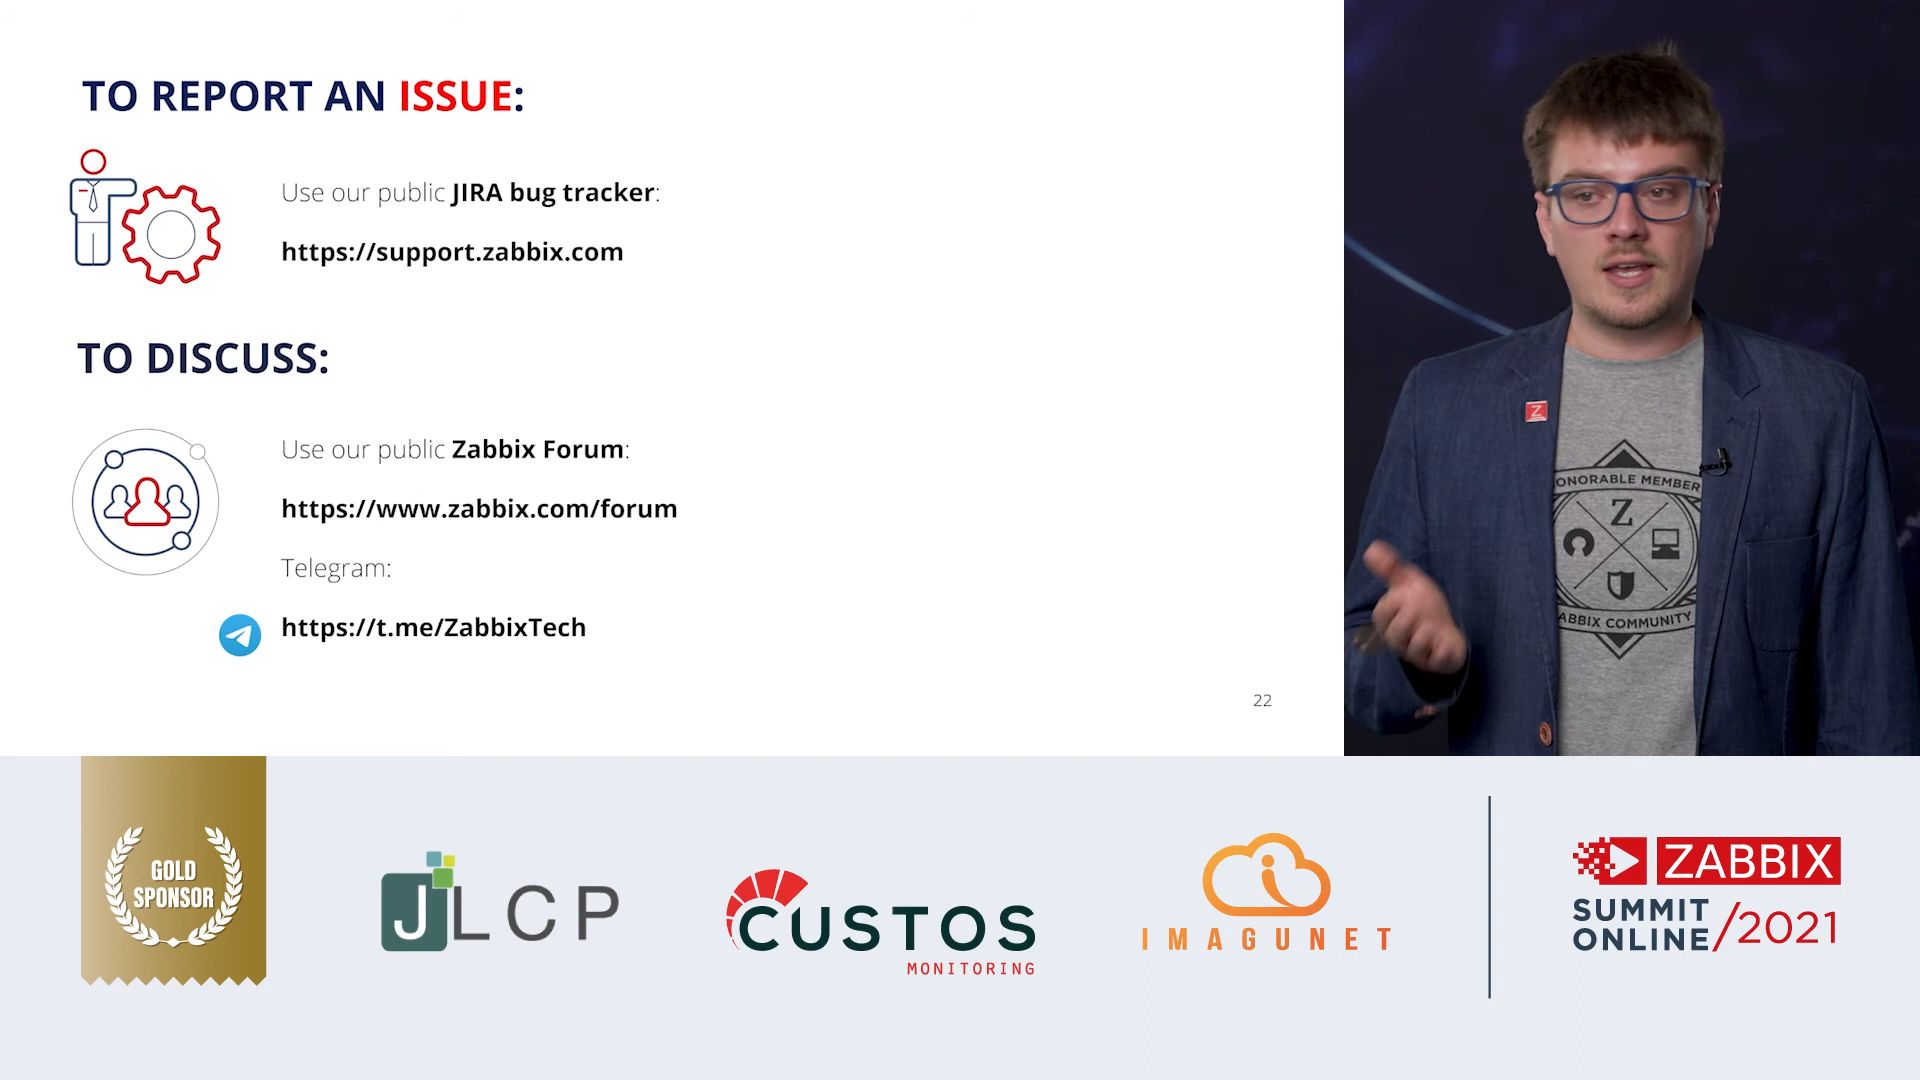 TO REPORT AN ISSUE:
Use our public JIRA bug tracker:
https://support.zabbix.com
TO DISCUSS:
Use our public Zabbix Forum:
https://www.zabbix.com/forum
Telegram:
https://t.me/ZabbixTech
22
Z
ONORABLE MEMBER
Z
ABBIX COMMUNITY
GOLD
SPONSOR
JLCP
CUSTOS
MONITORING
IMAGUNET
ZABBIX
SUMMIT
ONLINE/2021